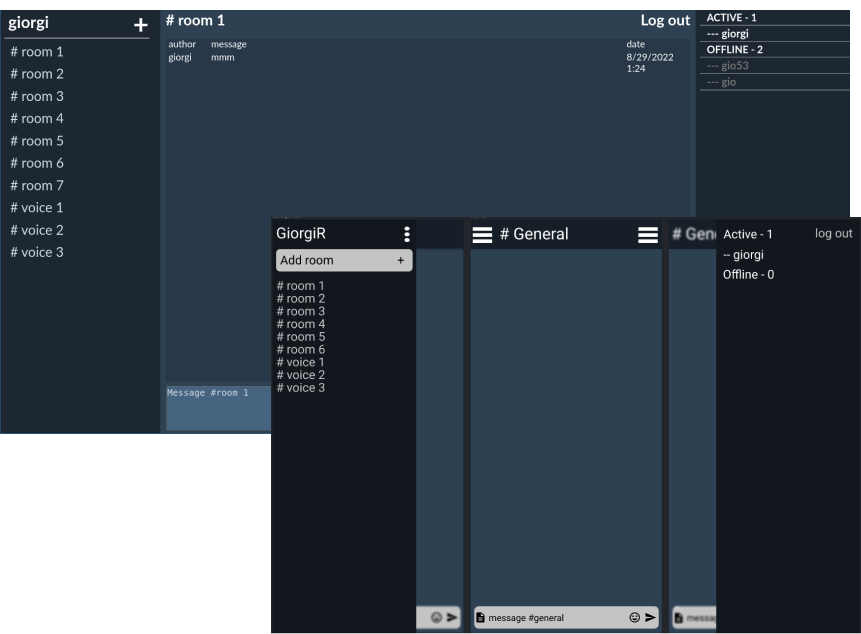 giorgi +
# room 1
# room 2
# room 3
# room 4
# room 5
# room 6
# room 7
# voice 1
# voice 2
# voice 3
# room 1 Log out
author message date
giorgi mmm 8/29/2022
1:24
Message #room 1
ACTIVE - 1
--- giorgi
OFFLINE - 2
--- gio53
--- gio
GiorgiR
Add room +
# room 1
# room 2
# room 3
# room 4
# room 5
# room 6
# voice 1
# voice 2
# voice 3
# General
message #general
# Gen
messa
Active - 1 log out
-- giorgi
Offline - 0